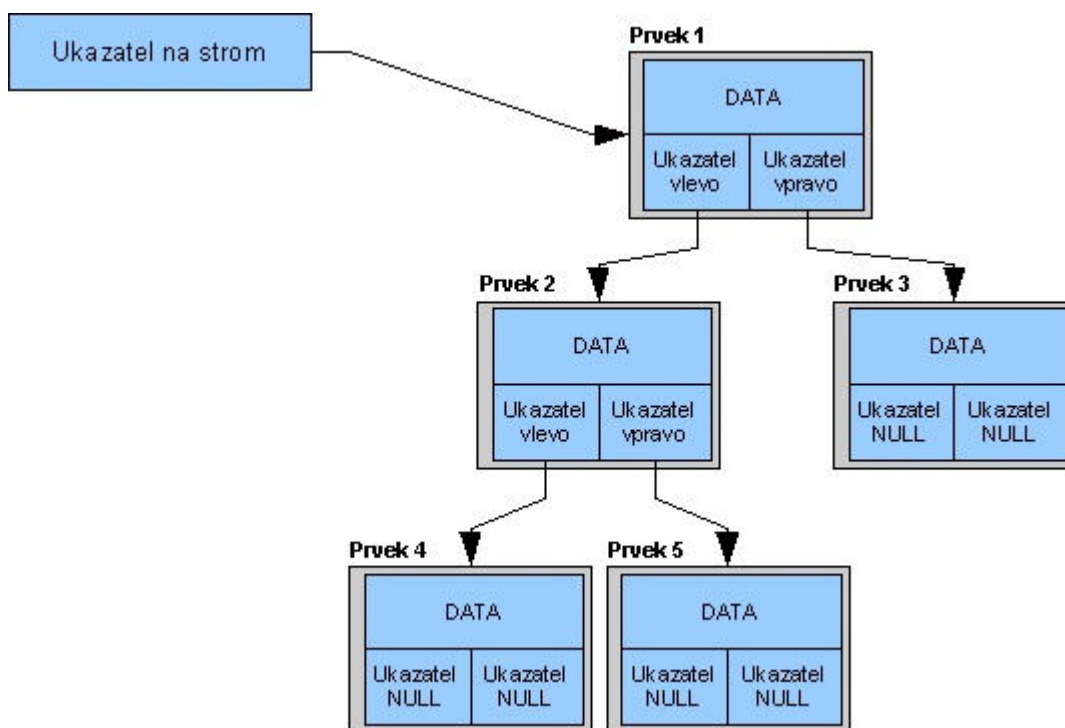 Ukazatel na strom
Prvek 1
DATA
Ukazatel
vlevo
Ukazatel
vpravo
Prvek 2
DATA
Ukazatel
vlevo
Ukazatel
vpravo
Prvek 3
DATA
Ukazatel
NULL
Ukazatel
NULL
Prvek 4
DATA
Ukazatel
NULL
Ukazatel
NULL
Prvek 5
DATA
Ukazatel
NULL
Ukazatel
NULL